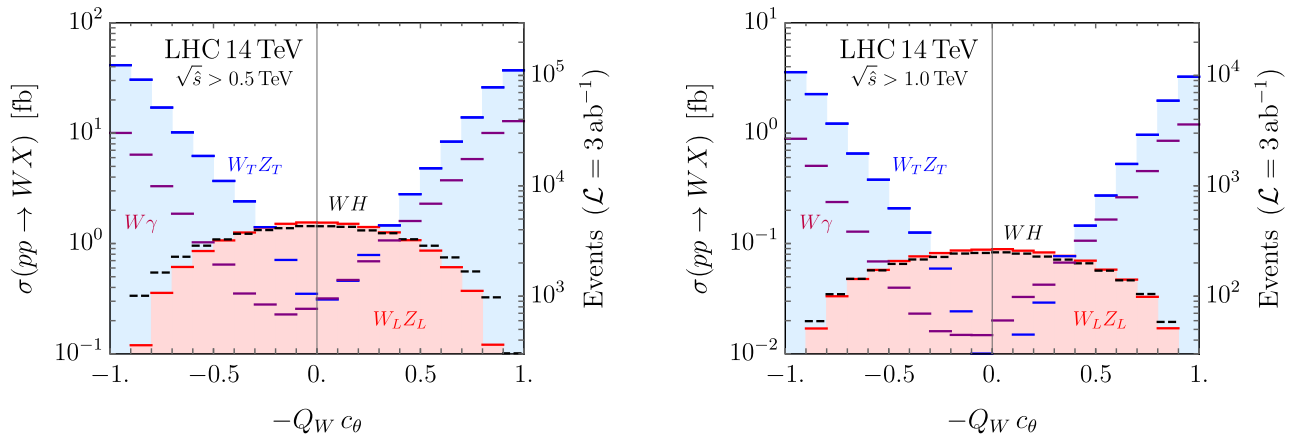 LHC 14 TeV
√ŝ > 0.5 TeV
W_T Z_T
WH
Wγ
W_L Z_L
σ(pp → W X) [fb]
10²
10¹
10⁰
10⁻¹
Events (𝓛 = 3 ab⁻¹)
10⁵
10⁴
10³
−1. −0.5 0. 0.5 1.
−Q_W c_θ
LHC 14 TeV
√ŝ > 1.0 TeV
W_T Z_T
WH
Wγ
W_L Z_L
σ(pp → W X) [fb]
10¹
10⁰
10⁻¹
10⁻²
Events (𝓛 = 3 ab⁻¹)
10⁴
10³
10²
−1. −0.5 0. 0.5 1.
−Q_W c_θ